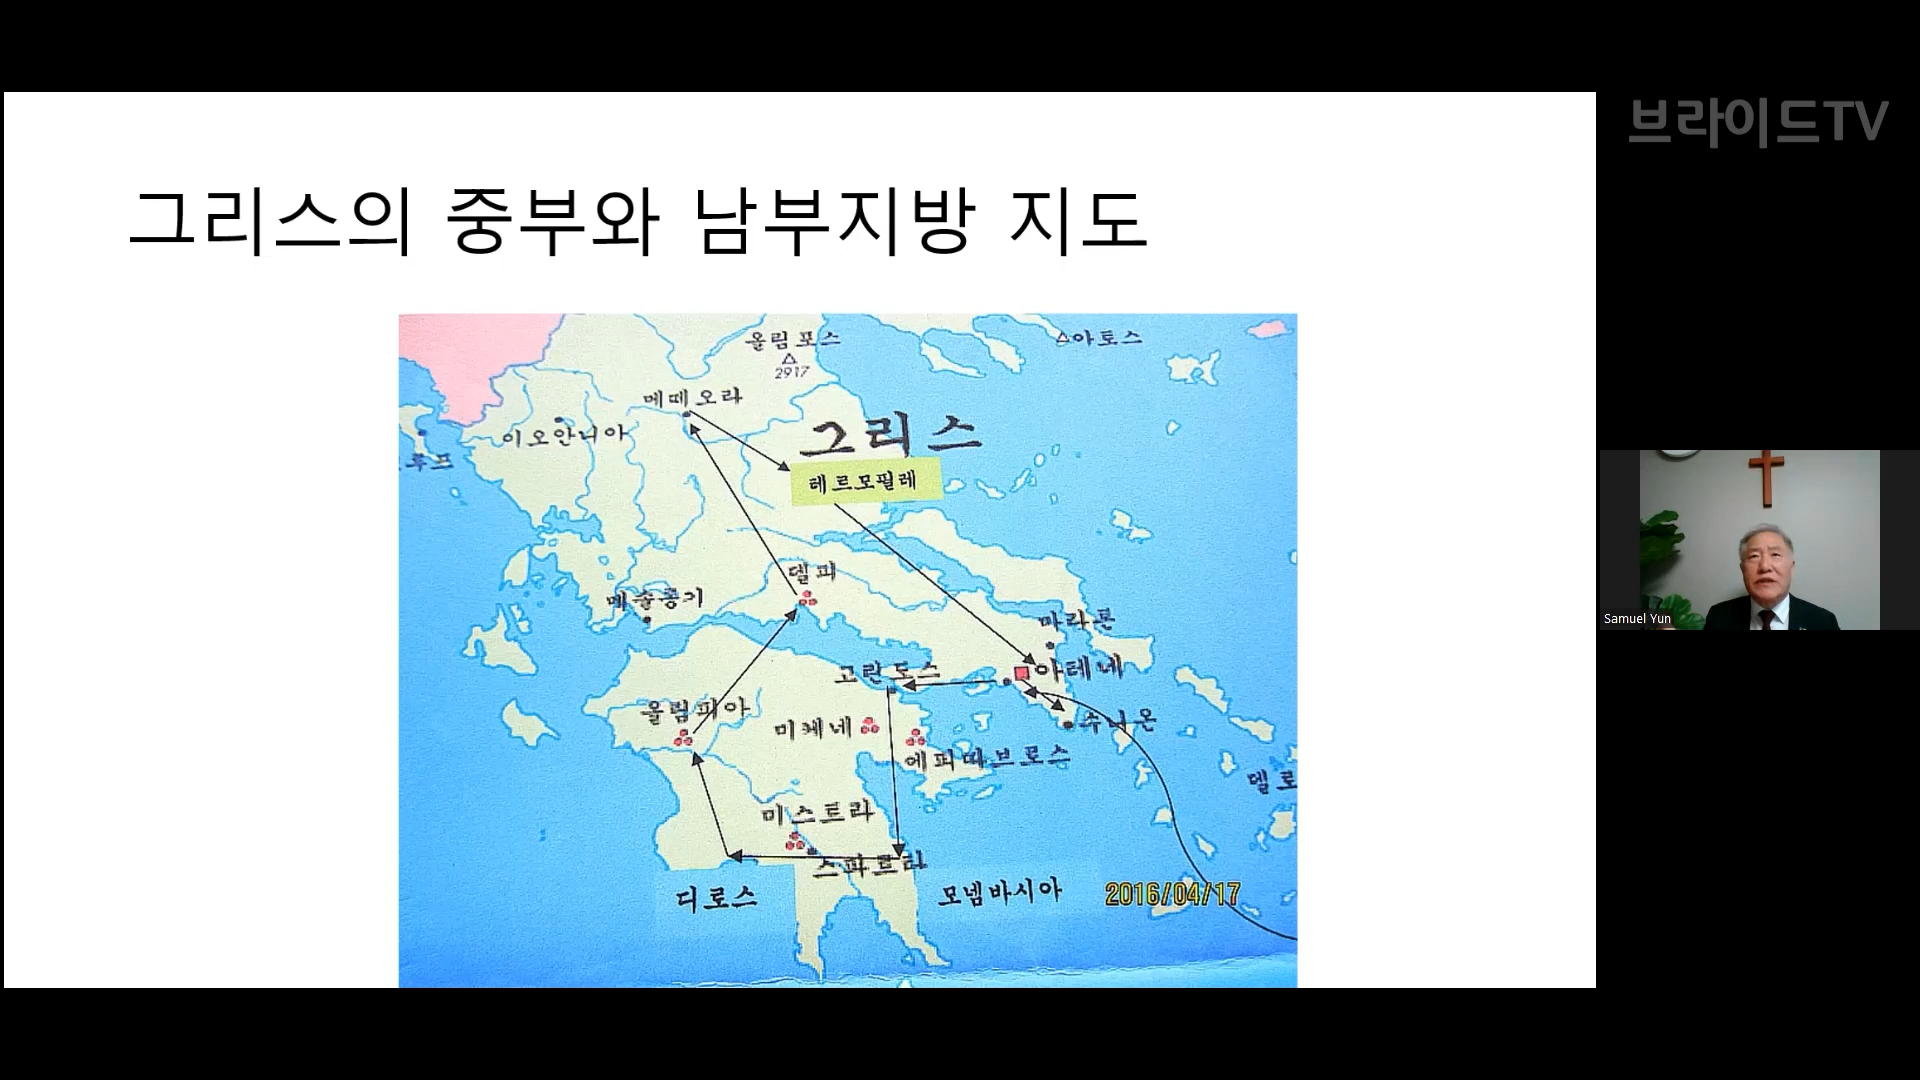 브라이드TV
그리스의 중부와 남부지방 지도
올림포스
2917
아토스
메떼오라
그리스
이오안니아
테르모필레
델피
메솔롱기
마라톤
고린도스
아테네
올림피아
미케네
수니온
에피따브로스
델로
미스트라
스파르타
디로스
모넴바시아
2016/04/17
Samuel Yun